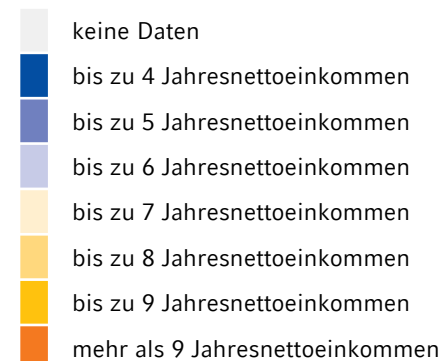 keine Daten
bis zu 4 Jahresnettoeinkommen
bis zu 5 Jahresnettoeinkommen
bis zu 6 Jahresnettoeinkommen
bis zu 7 Jahresnettoeinkommen
bis zu 8 Jahresnettoeinkommen
bis zu 9 Jahresnettoeinkommen
mehr als 9 Jahresnettoeinkommen